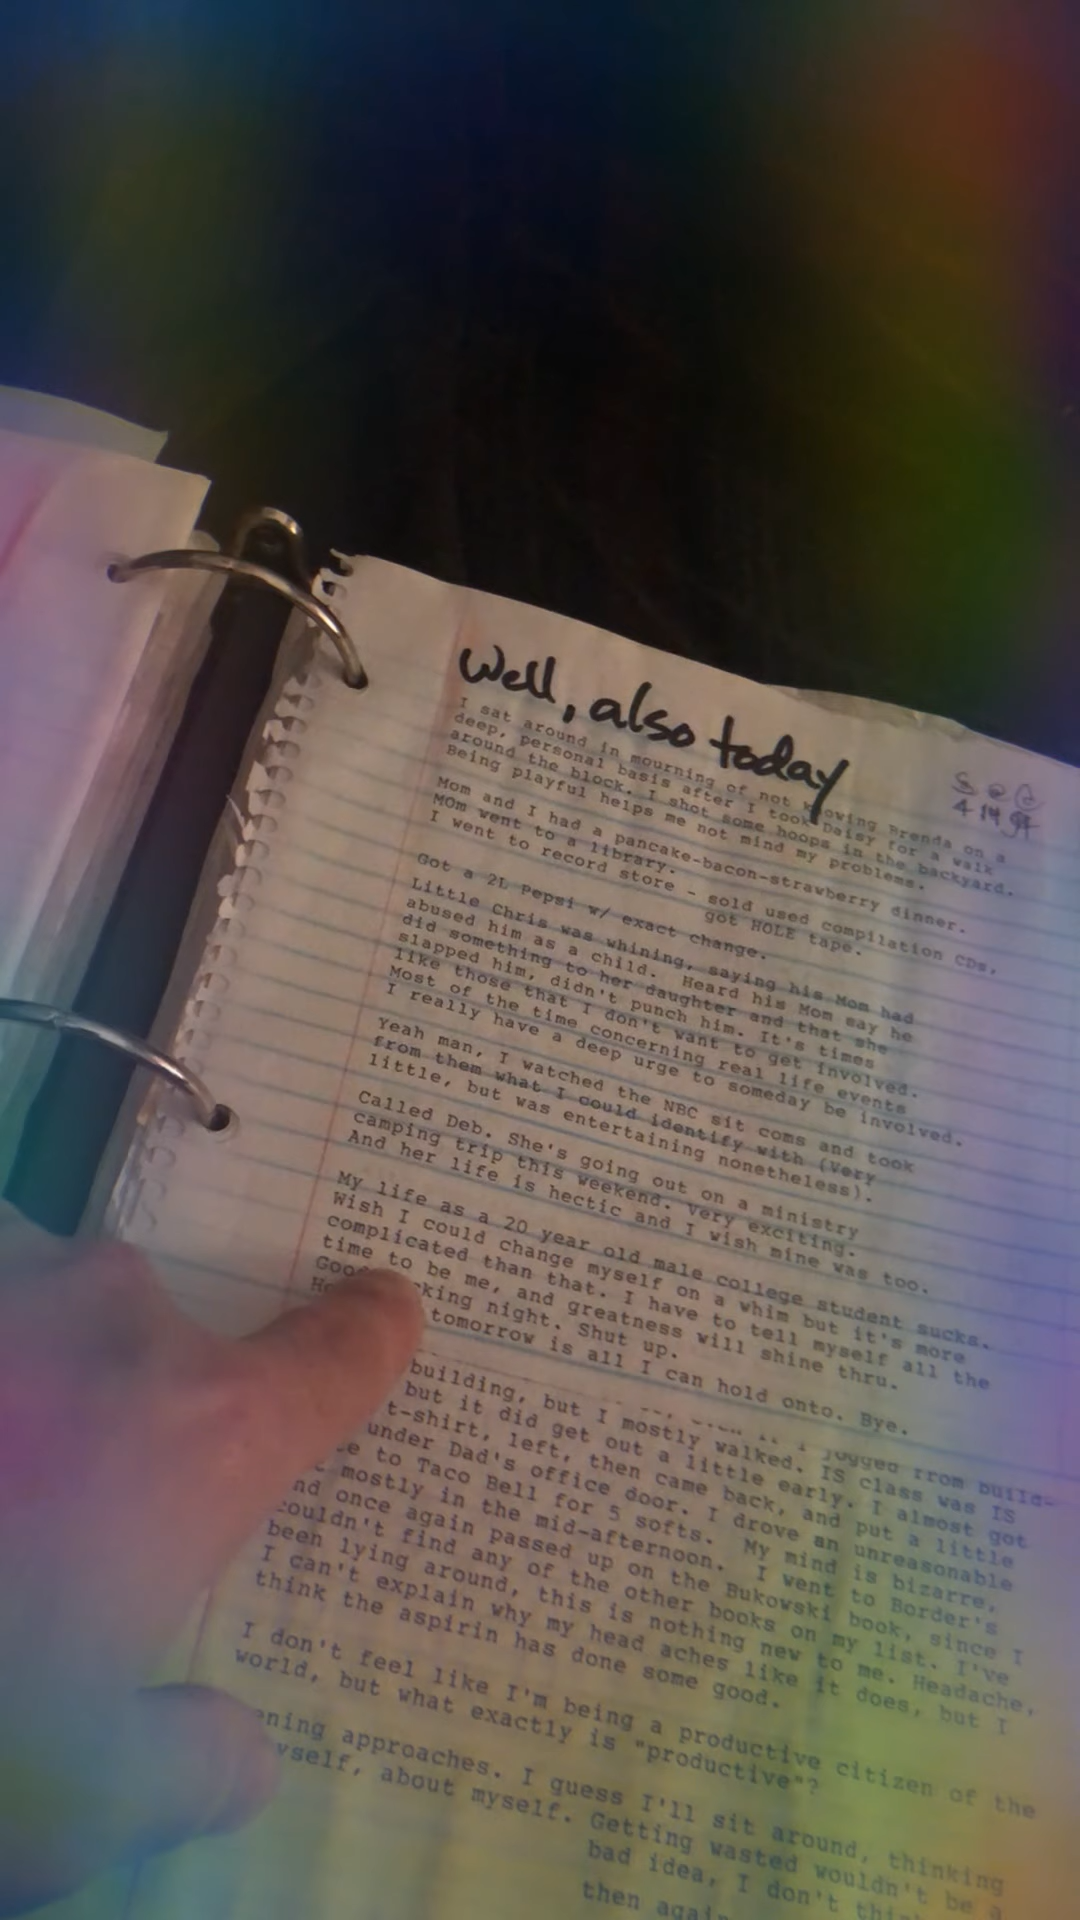 well, also today
4 14 94
I sat around in mourning of not knowing Brenda on a
deep, personal basis after I took Daisy for a walk
around the block. I shot some hoops in the backyard.
Being playful helps me not mind my problems.
Mom and I had a pancake-bacon-strawberry dinner.
MOm went to a library.
I went to record store - sold used compilation CDs,
got HOLE tape.
Got a 2L Pepsi w/ exact change.
Little Chris was whining, saying his Mom had
abused him as a child. Heard his Mom say he
did something to her daughter and that she
slapped him, didn't punch him. It's times
like those that I don't want to get involved.
Most of the time concerning real life events
I really have a deep urge to someday be involved.
Yeah man, I watched the NBC sit coms and took
from them what I could identify with (Very
little, but was entertaining nonetheless).
Called Deb. She's going out on a ministry
camping trip this weekend. Very exciting.
And her life is hectic and I wish mine was too.
My life as a 20 year old male college student sucks.
Wish I could change myself on a whim but it's more
complicated than that. I have to tell myself all the
time to be me, and greatness will shine thru.
king night. Shut up.
tomorrow is all I can hold onto. Bye.
I jogged from build-
building, but I mostly walked. IS class was IS
but it did get out a little early. I almost got
t-shirt, left, then came back, and put a little
under Dad's office door. I drove an unreasonable
to Taco Bell for 5 softs. My mind is bizarre,
mostly in the mid-afternoon. I went to Border's
nd once again passed up on the Bukowski book, since I
couldn't find any of the other books on my list. I've
been lying around, this is nothing new to me. Headache,
I can't explain why my head aches like it does, but I
think the aspirin has done some good.
I don't feel like I'm being a productive citizen of the
world, but what exactly is "productive"?
ening approaches. I guess I'll sit around, thinking
yself, about myself. Getting wasted wouldn't be a
bad idea, I don't
then again